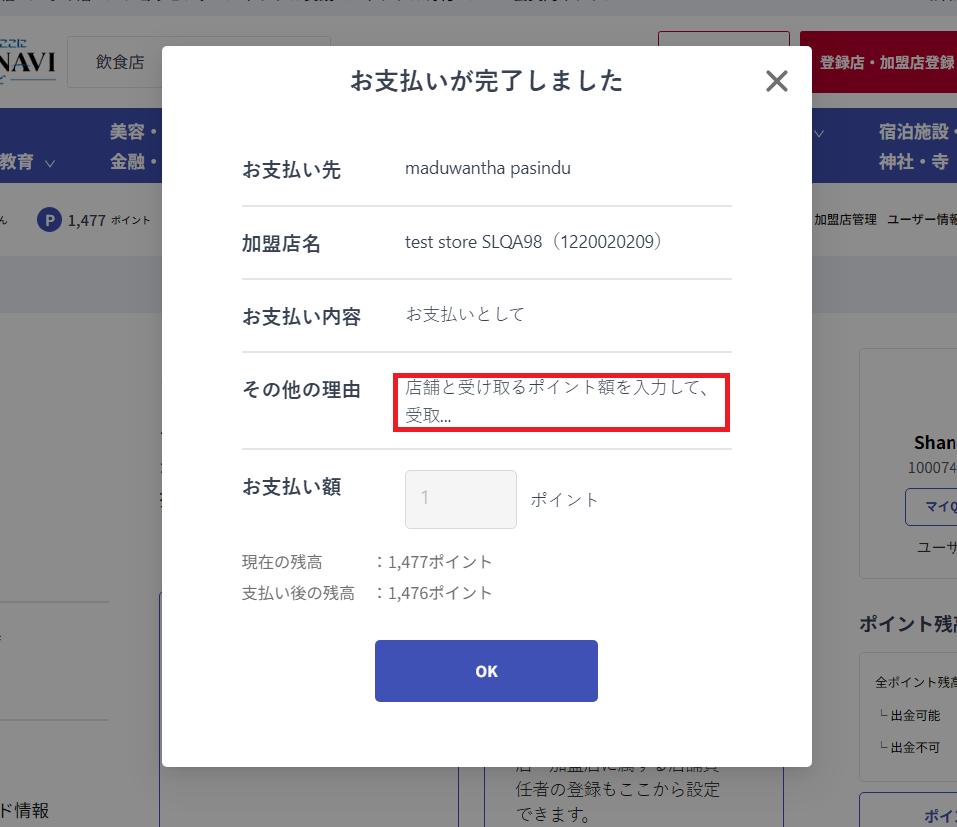 ここに
NAVI
飲食店
登録店・加盟店登録
美容・
宿泊施設・
教育
金融・
神社・寺
P 1,477 ポイント
加盟店管理 ユーザー情報
お支払いが完了しました
お支払い先 maduwantha pasindu
加盟店名 test store SLQA98（1220020209）
お支払い内容 お支払いとして
その他の理由 店舗と受け取るポイント額を入力して、
受取...
お支払い額 1 ポイント
現在の残高 ：1,477ポイント
支払い後の残高 ：1,476ポイント
OK
Shan
100074
マイQ
ユーザ
ポイント残高
全ポイント残高
└ 出金可能
└ 出金不可
ポイン
任者の登録もここから設定
できます。
ド情報